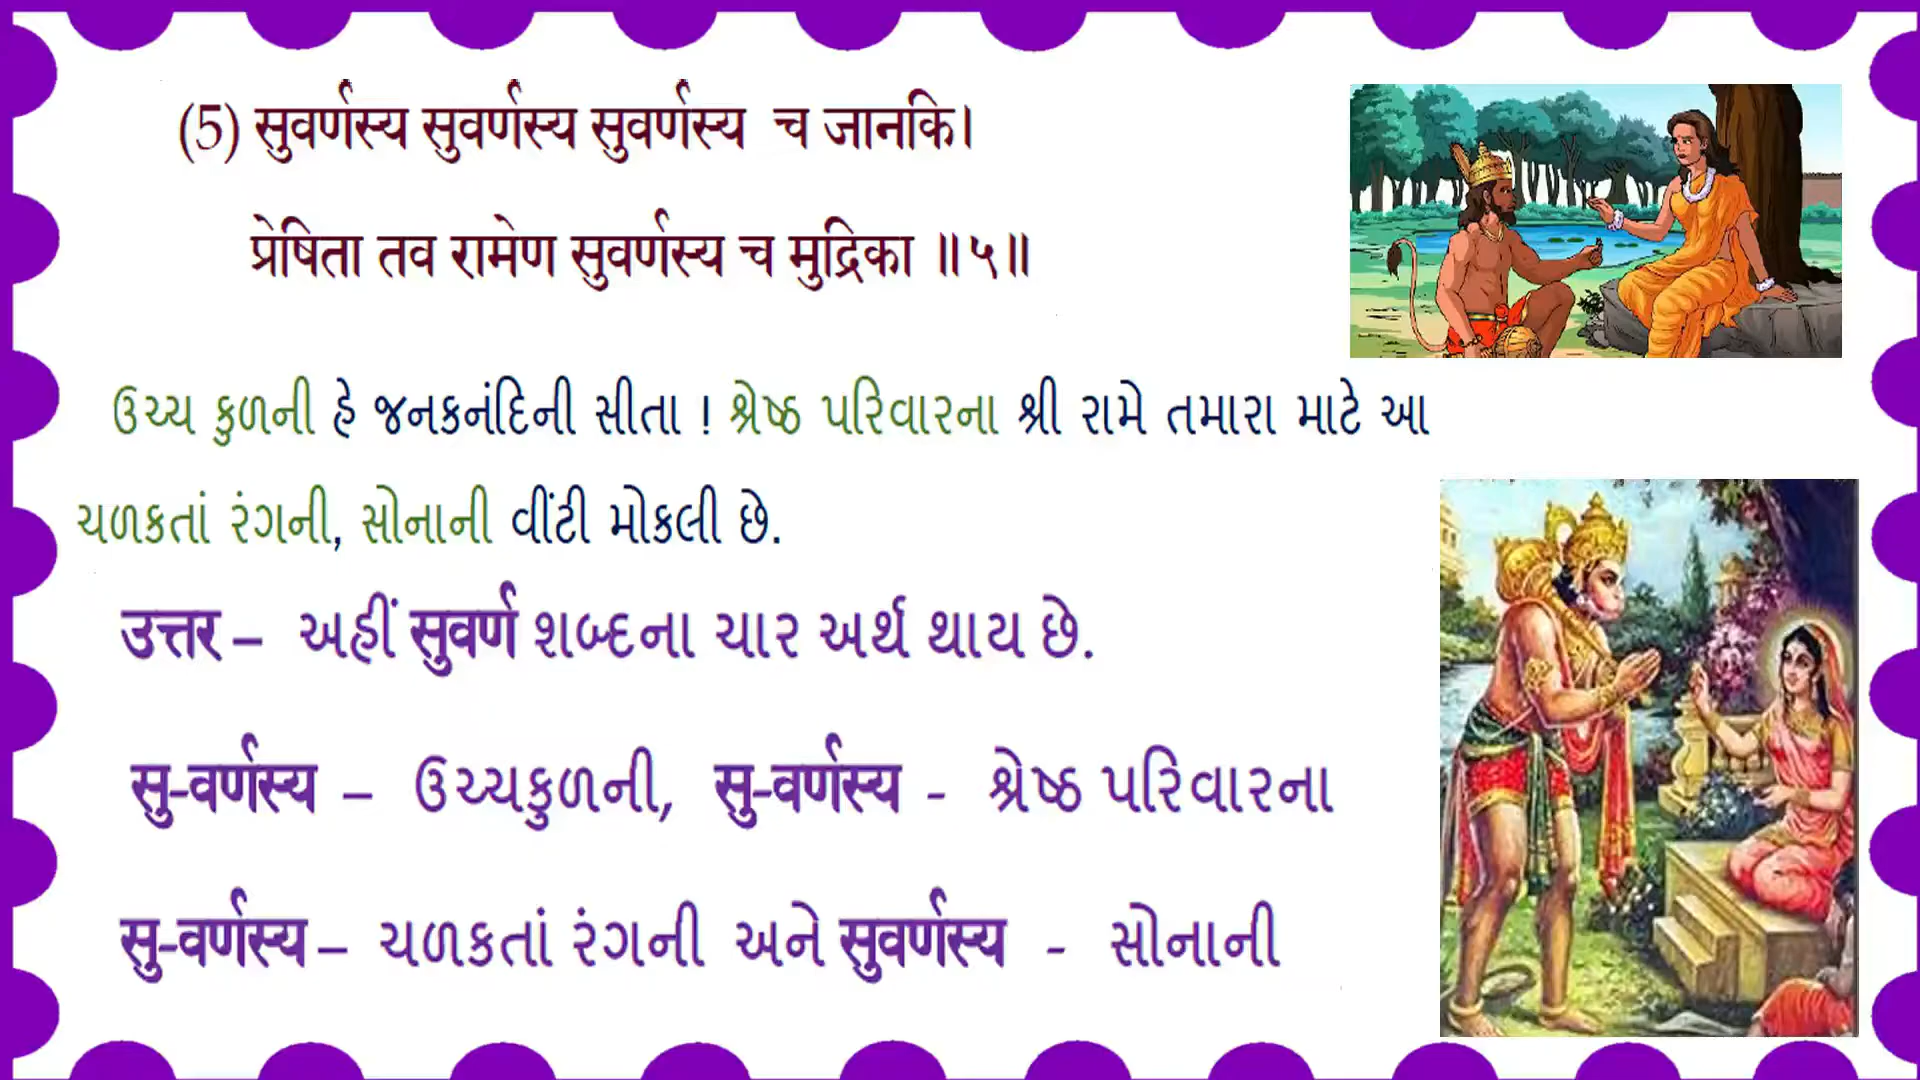 (5) सुवर्णस्य सुवर्णस्य सुवर्णस्य च जानकि।
प्रेषिता तव रामेण सुवर्णस्य च मुद्रिका ॥५॥
ઉચ્ચ કુળની હે જનકનંદિની સીતા ! શ્રેષ્ઠ પરિવારના શ્રી રામે તમારા માટે આ
ચળકતાં રંગની, સોનાની વીંટી મોકલી છે.
उत्तर – અહીં सुवर्ण શબ્દના ચાર અર્થ થાય છે.
सु-वर्णस्य – ઉચ્ચકુળની, सु-वर्णस्य - શ્રેષ્ઠ પરિવારના
सु-वर्णस्य – ચળકતાં રંગની અને सुवर्णस्य - સોનાની